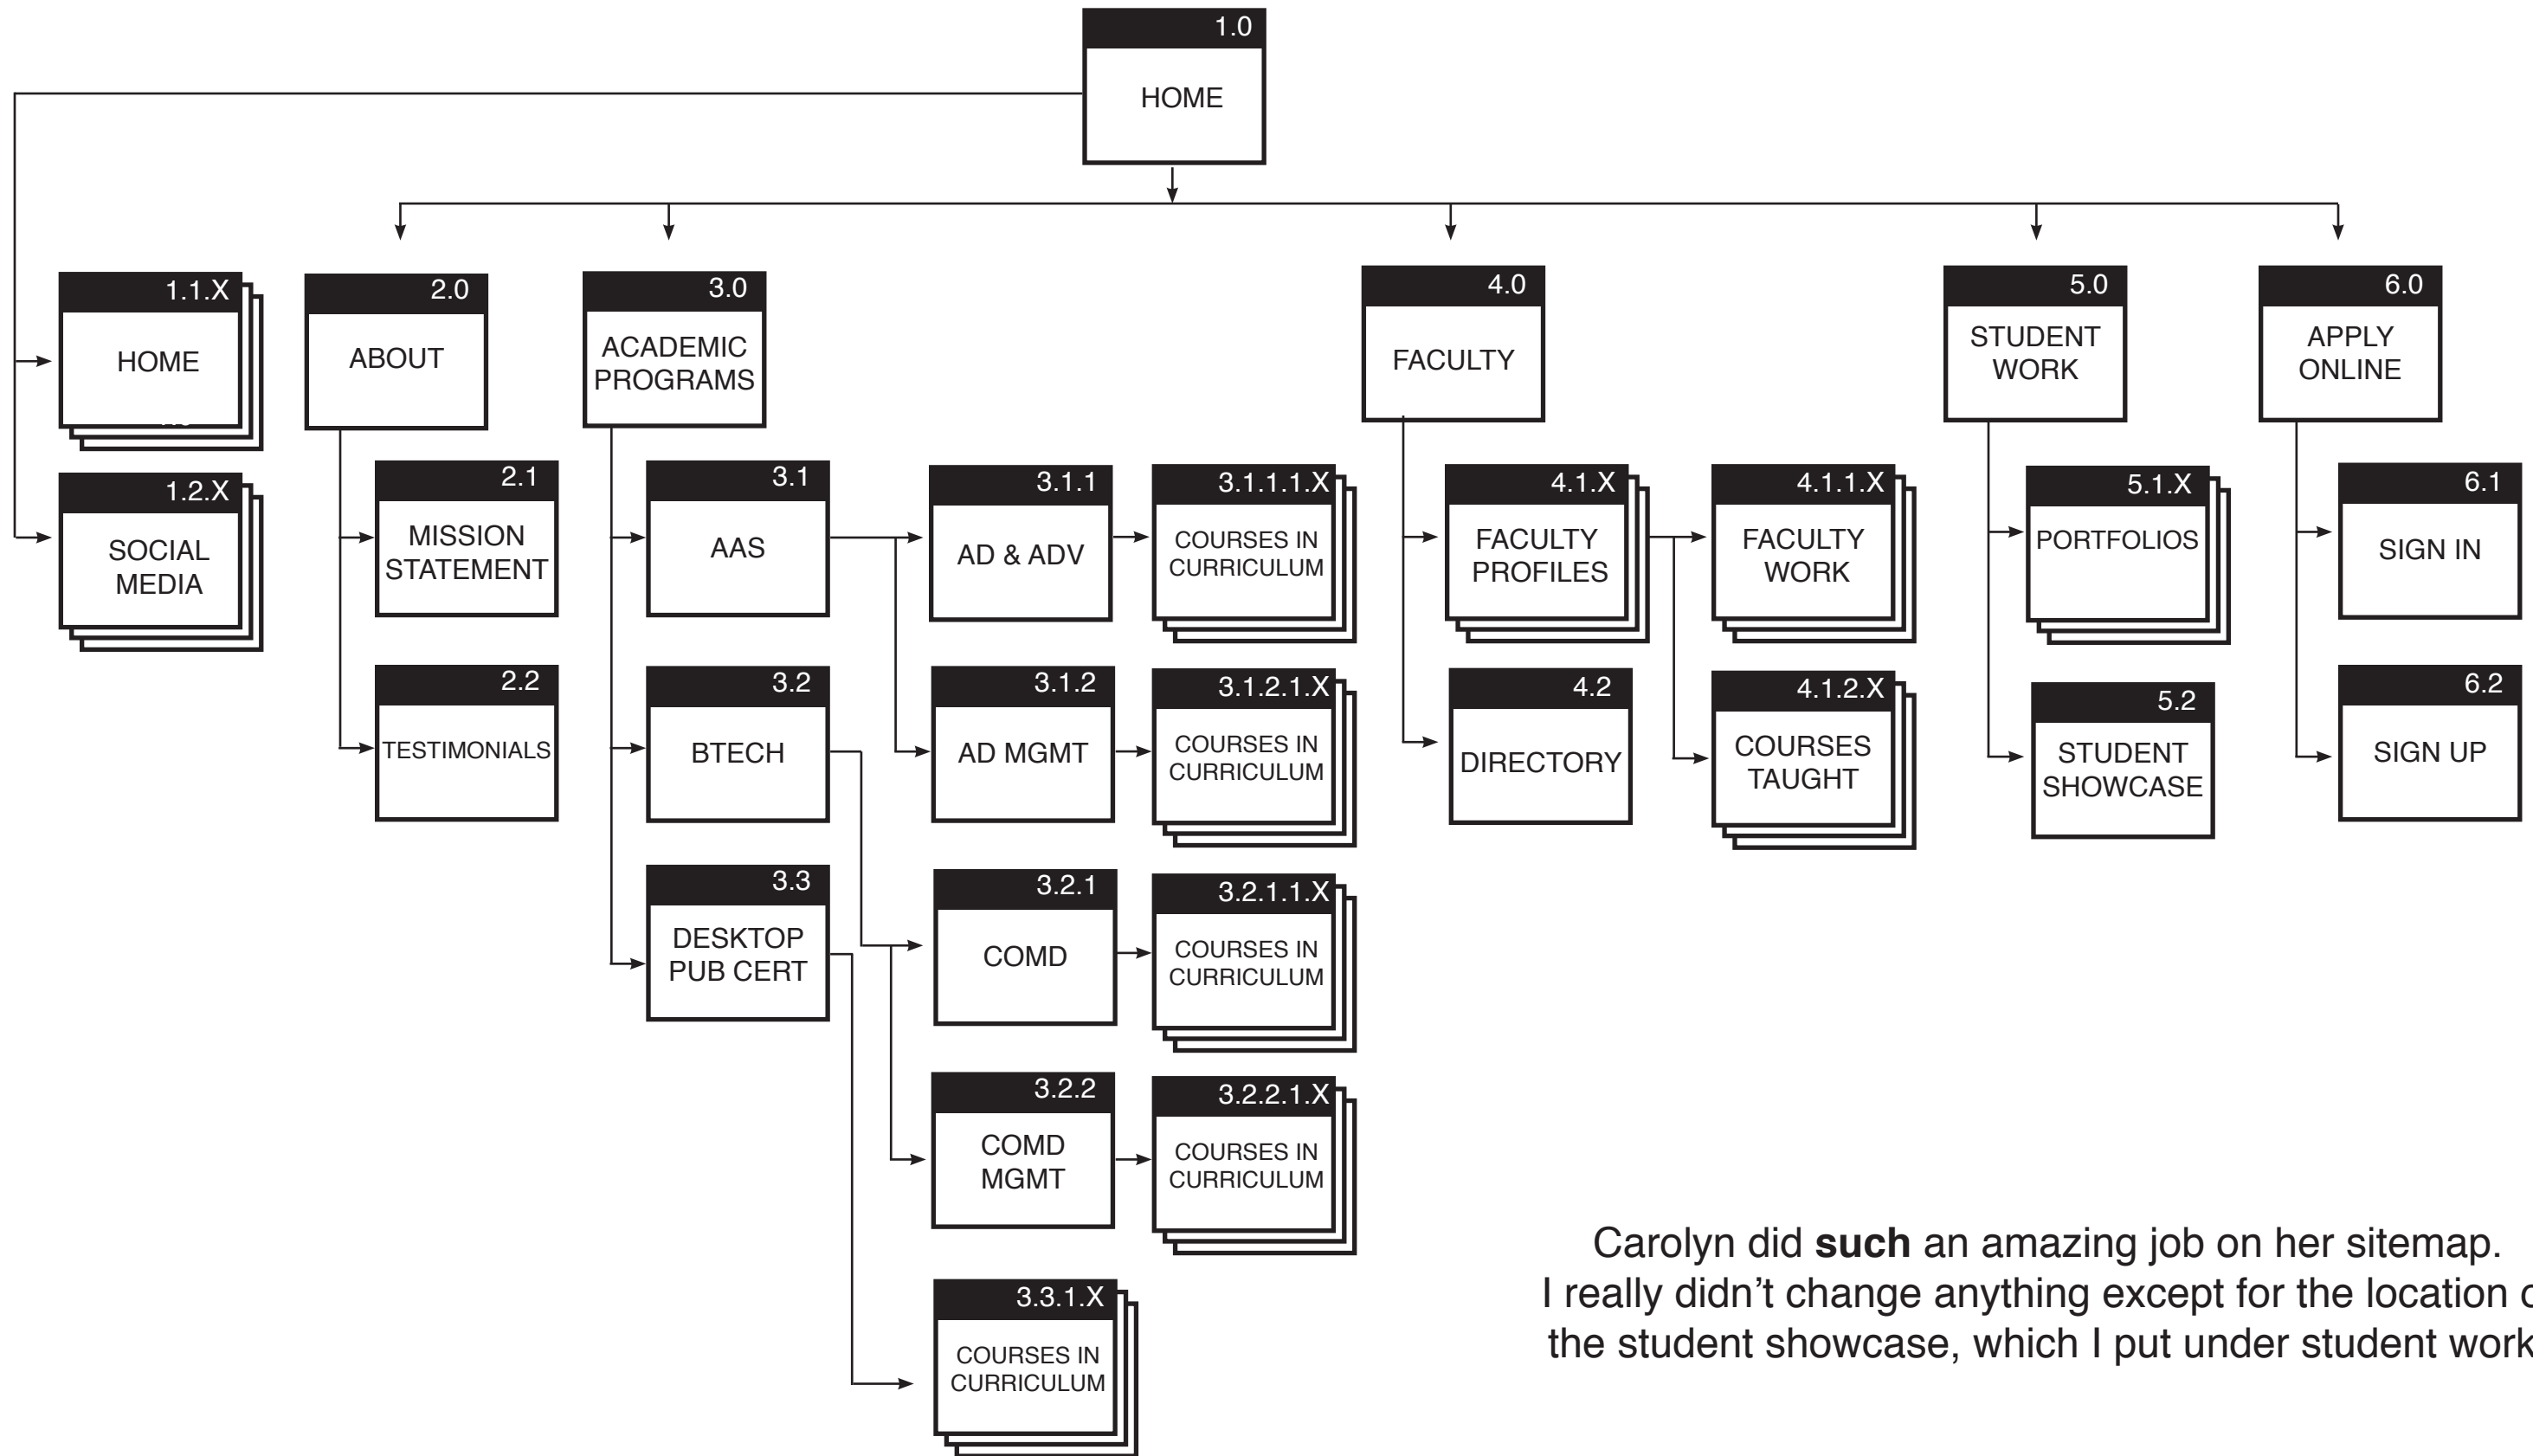 1.0
HOME
1.1.X
HOME
1.2.X
SOCIAL
MEDIA
2.0
ABOUT
2.1
MISSION
STATEMENT
2.2
TESTIMONIALS
3.0
ACADEMIC
PROGRAMS
3.1
AAS
3.1.1
AD & ADV
3.1.1.1.X
COURSES IN
CURRICULUM
3.1.2
AD MGMT
3.1.2.1.X
COURSES IN
CURRICULUM
3.2
BTECH
3.2.1
COMD
3.2.1.1.X
COURSES IN
CURRICULUM
3.2.2
COMD
MGMT
3.2.2.1.X
COURSES IN
CURRICULUM
3.3
DESKTOP
PUB CERT
3.3.1.X
COURSES IN
CURRICULUM
4.0
FACULTY
4.1.X
FACULTY
PROFILES
4.1.1.X
FACULTY
WORK
4.1.2.X
COURSES
TAUGHT
4.2
DIRECTORY
5.0
STUDENT
WORK
5.1.X
PORTFOLIOS
5.2
STUDENT
SHOWCASE
6.0
APPLY
ONLINE
6.1
SIGN IN
6.2
SIGN UP
Carolyn did such an amazing job on her sitemap.
I really didn't change anything except for the location
the student showcase, which I put under student work